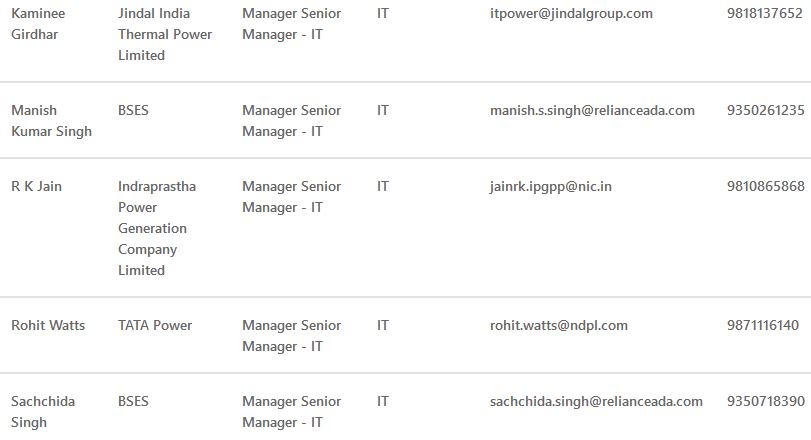 Kaminee Jindal India Manager Senior IT itpower@jindalgroup.com 9818137652
Girdhar Thermal Power Manager - IT
Limited
Manish BSES Manager Senior IT manish.s.singh@relianceada.com 9350261235
Kumar Singh Manager - IT
R K Jain Indraprastha Manager Senior IT jainrk.ipgpp@nic.in 9810865868
Power Manager - IT
Generation
Company
Limited
Rohit Watts TATA Power Manager Senior IT rohit.watts@ndpl.com 9871116140
Manager - IT
Sachchida BSES Manager Senior IT sachchida.singh@relianceada.com 9350718390
Singh Manager - IT